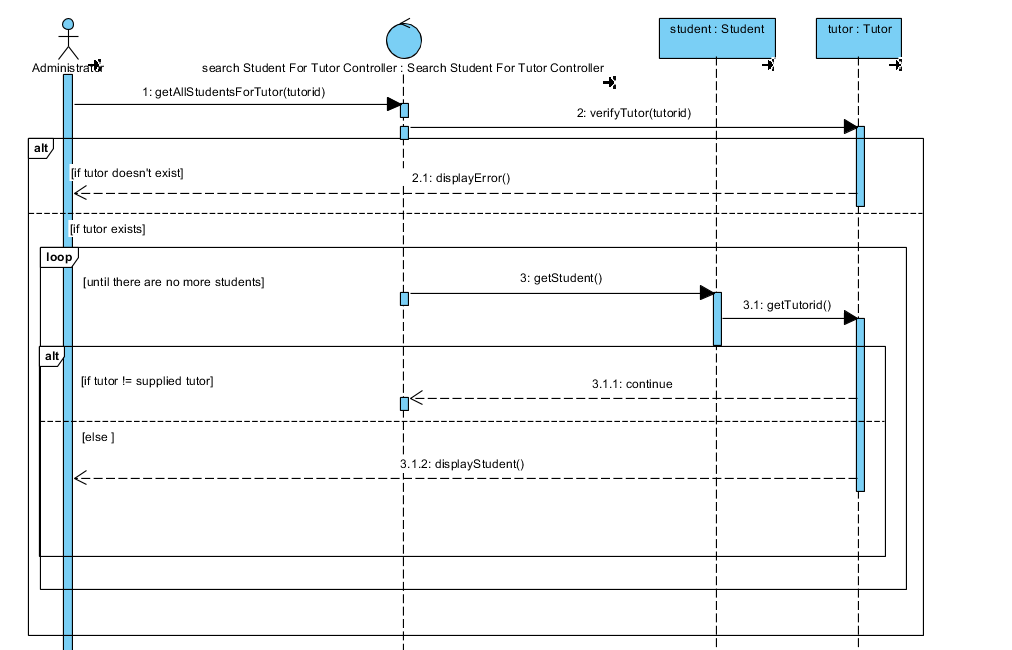 student : Student
tutor : Tutor
Administrator
search Student For Tutor Controller : Search Student For Tutor Controller
1: getAllStudentsForTutor(tutorid)
2: verifyTutor(tutorid)
alt
[if tutor doesn't exist]
2.1: displayError()
[if tutor exists]
loop
[until there are no more students]
3: getStudent()
3.1: getTutorid()
alt
[if tutor != supplied tutor]
3.1.1: continue
[else ]
3.1.2: displayStudent()